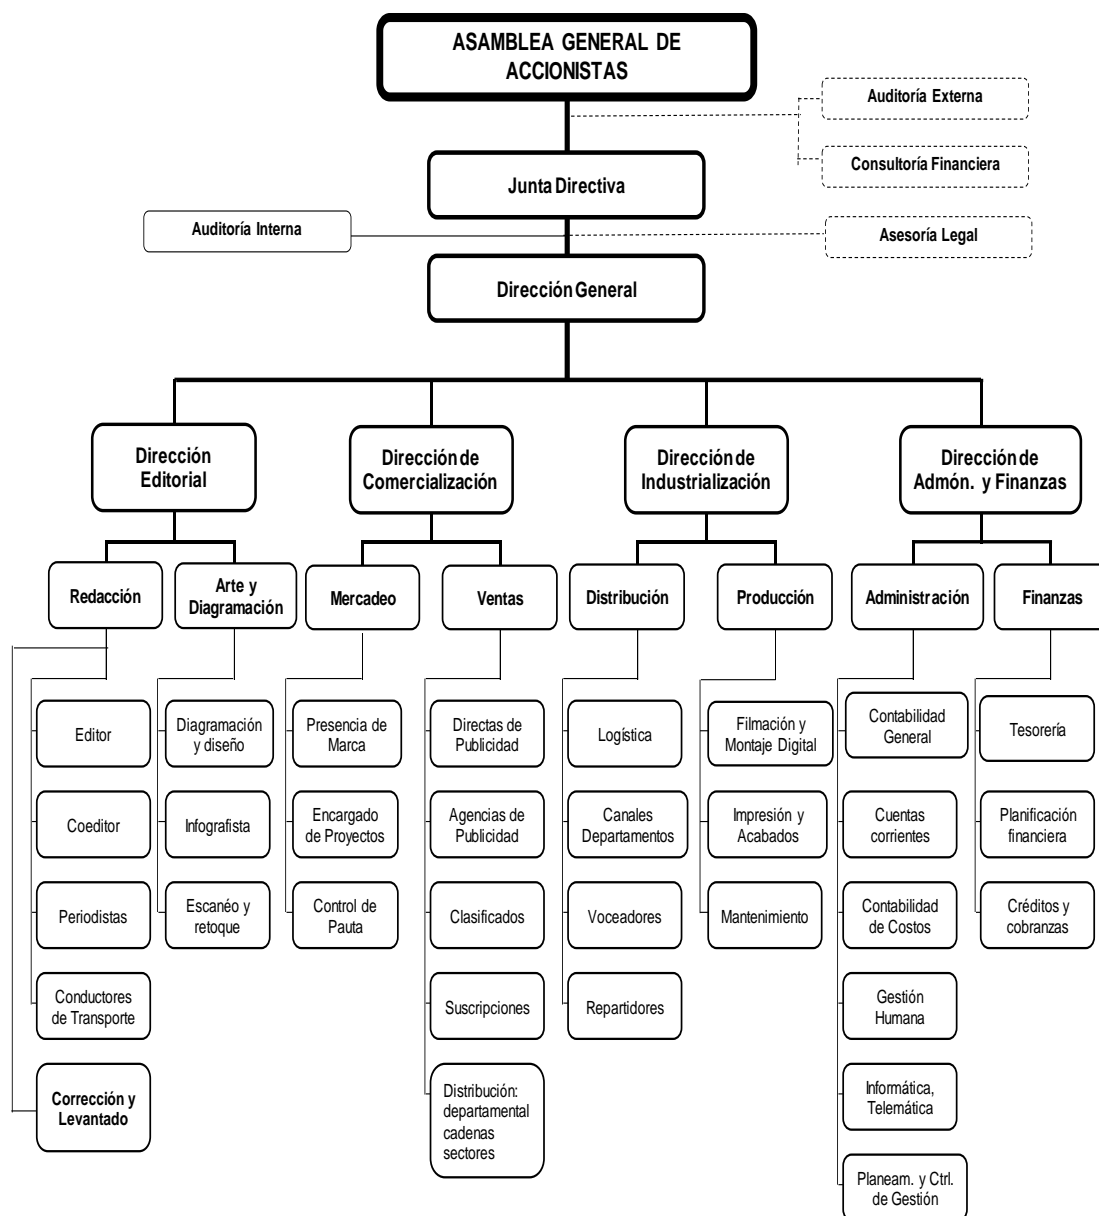 ASAMBLEA GENERAL DE
ACCIONISTAS
Auditoría Externa
Consultoría Financiera
Junta Directiva
Auditoría Interna
Asesoría Legal
Dirección General
Dirección
Editorial
Dirección de
Comercialización
Dirección de
Industrialización
Dirección de
Admón. y Finanzas
Redacción
Arte y
Diagramación
Mercadeo
Ventas
Distribución
Producción
Administración
Finanzas
Editor
Coeditor
Periodistas
Conductores
de Transporte
Corrección y
Levantado
Diagramación
y diseño
Infografista
Escanéo y
retoque
Presencia de
Marca
Encargado
de Proyectos
Control de
Pauta
Directas de
Publicidad
Agencias de
Publicidad
Clasificados
Suscripciones
Distribución:
departamental
cadenas
sectores
Logística
Canales
Departamentos
Voceadores
Repartidores
Filmación y
Montaje Digital
Impresión y
Acabados
Mantenimiento
Contabilidad
General
Cuentas
corrientes
Contabilidad
de Costos
Gestión
Humana
Informática,
Telemática
Planeam. y Ctrl.
de Gestión
Tesorería
Planificación
financiera
Créditos y
cobranzas